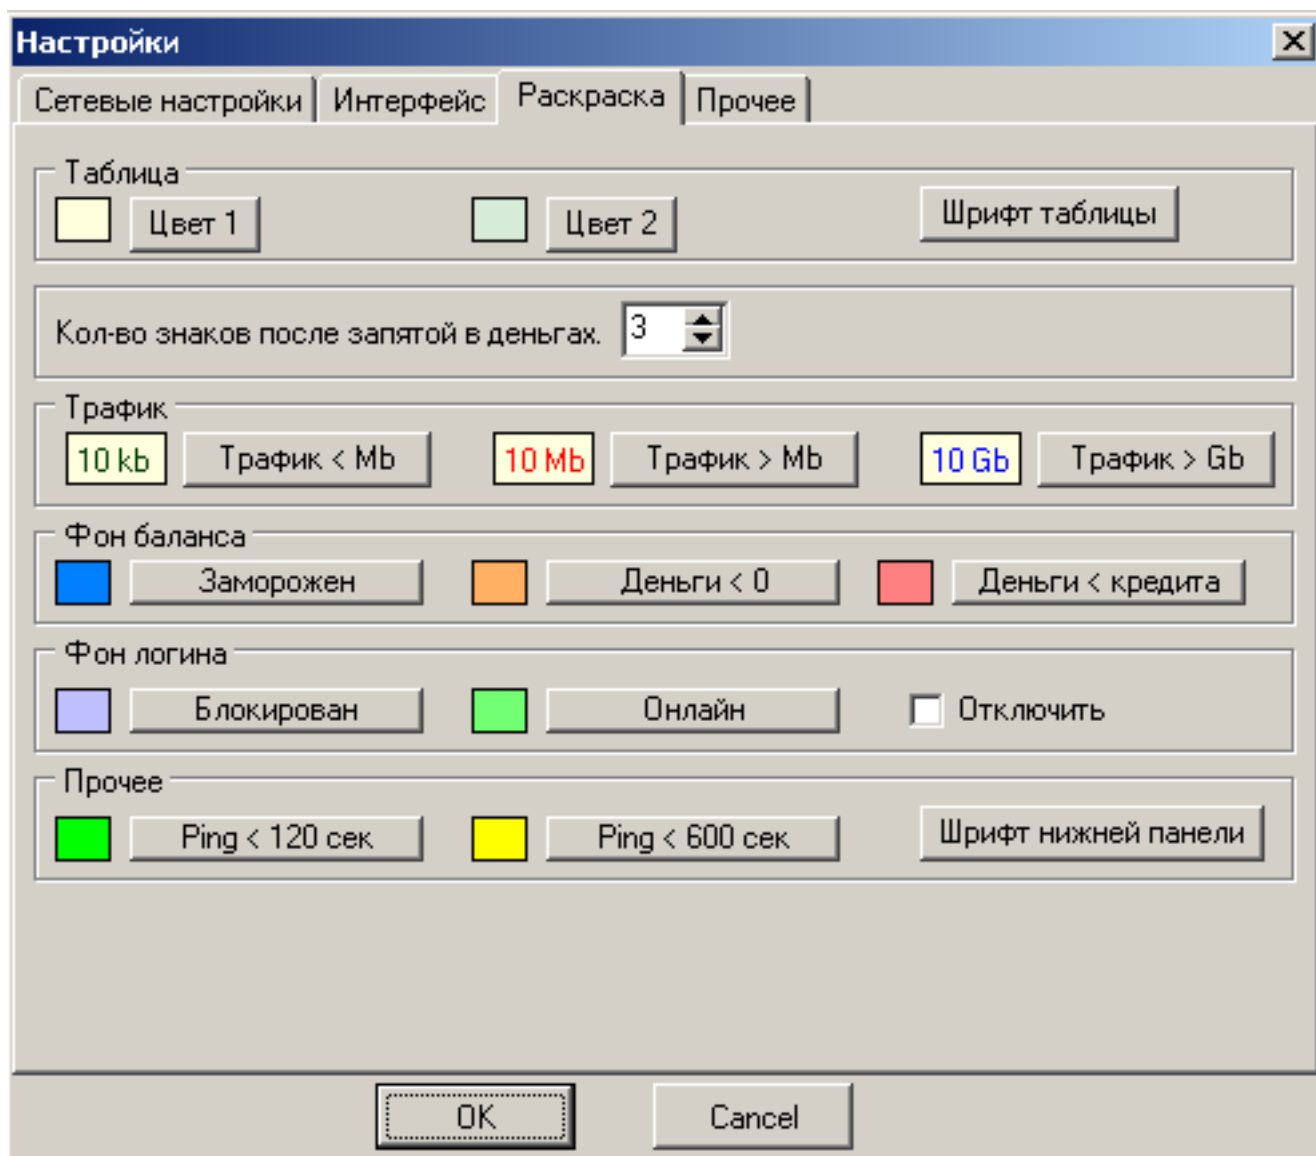 Настройки
Сетевые настройки Интерфейс Раскраска Прочее
Таблица
Цвет 1 Цвет 2 Шрифт таблицы
Кол-во знаков после запятой в деньгах. 3
Трафик
10 kb Трафик < Mb 10 Mb Трафик > Mb 10 Gb Трафик > Gb
Фон баланса
Заморожен Деньги < 0 Деньги < кредита
Фон логина
Блокирован Онлайн Отключить
Прочее
Ping < 120 сек Ping < 600 сек Шрифт нижней панели
OK Cancel